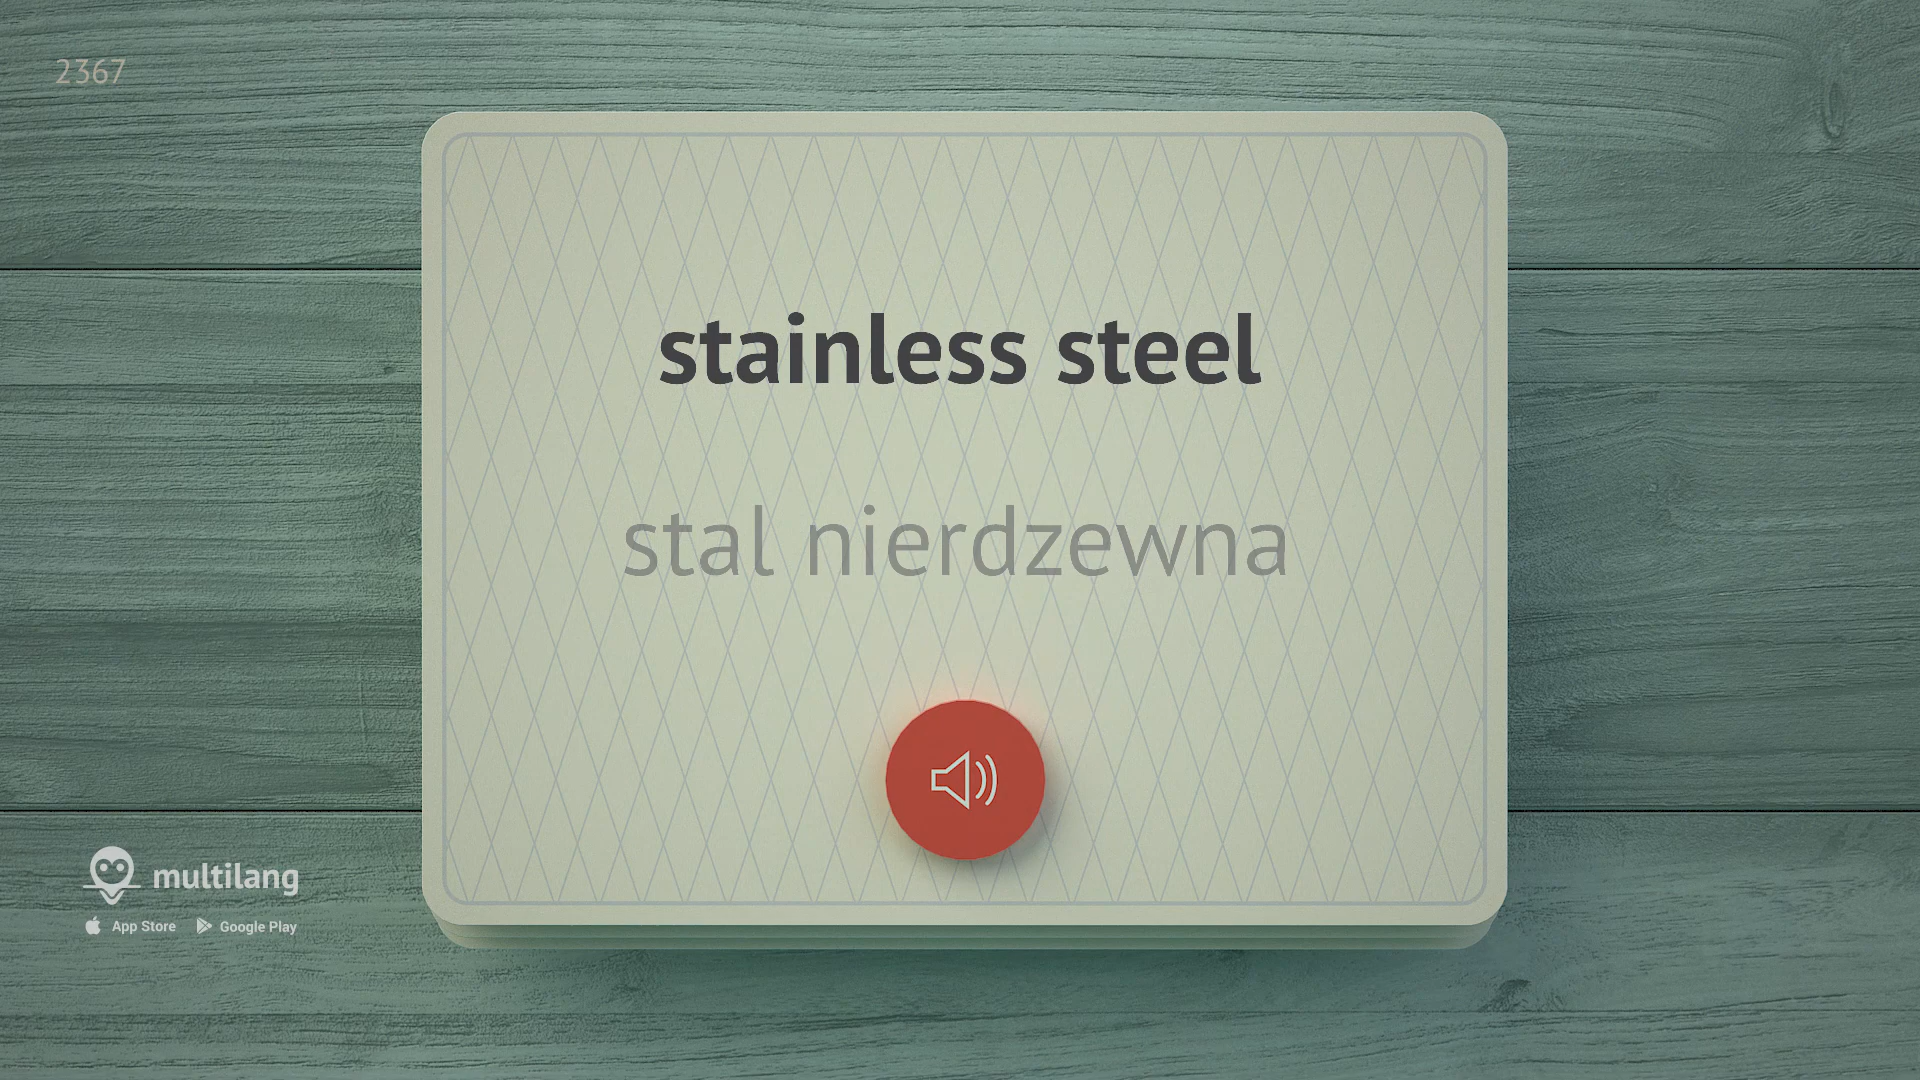 2367
stainless steel
stal nierdzewna
multilang
App Store Google Play